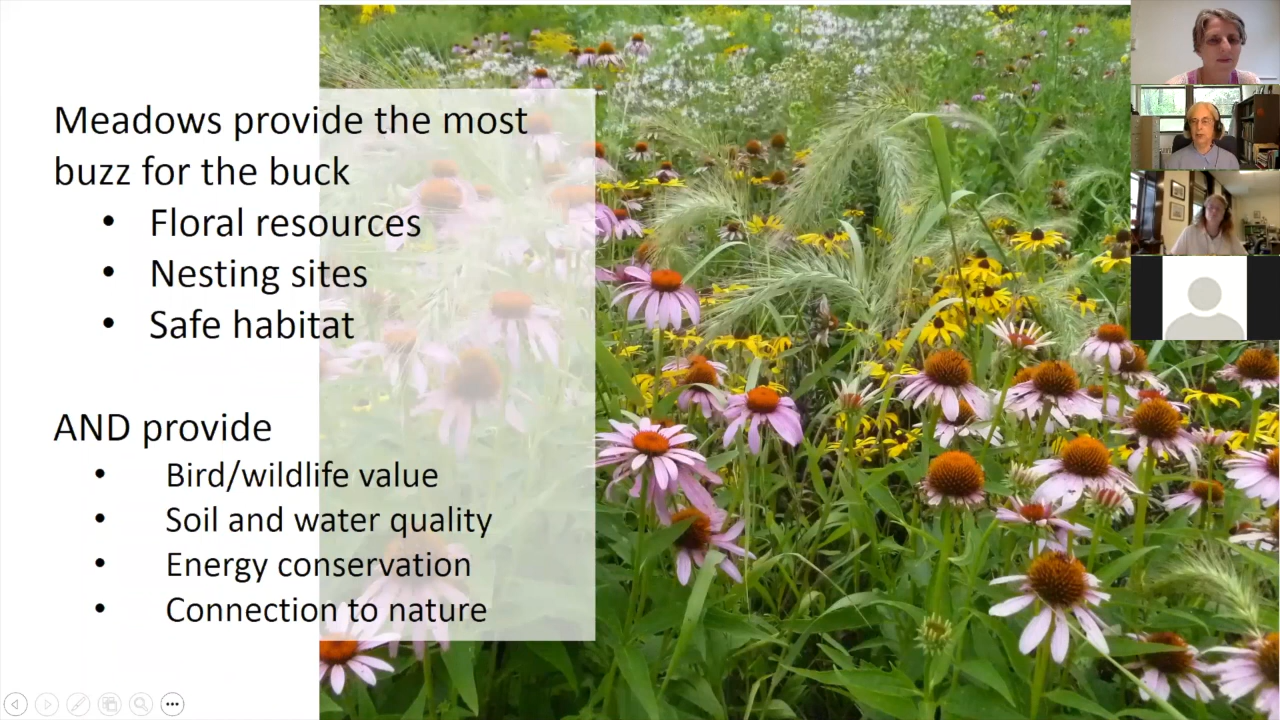 Meadows provide the most
buzz for the buck
• Floral resources
• Nesting sites
• Safe habitat
AND provide
• Bird/wildlife value
• Soil and water quality
• Energy conservation
• Connection to nature